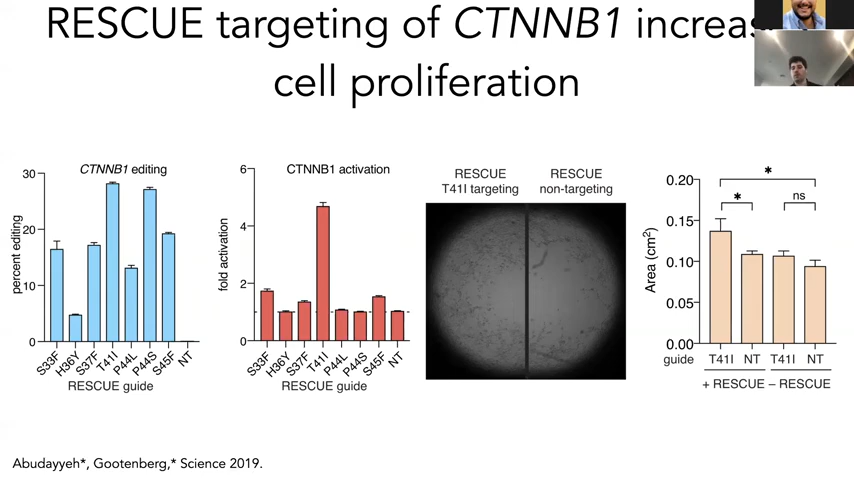 RESCUE targeting of CTNNB1 increas
cell proliferation
CTNNB1 editing
percent editing
30
20
10
0
S33F
H36Y
S37F
T41I
P44L
P44S
S45F
NT
RESCUE guide
CTNNB1 activation
fold activation
6
4
2
0
S33F
H36Y
S37F
T41I
P44L
P44S
S45F
NT
RESCUE guide
RESCUE
T41I targeting
RESCUE
non-targeting
Area (cm²)
0.20
0.15
0.10
0.05
0.00
*
*
ns
guide T41I NT T41I NT
+ RESCUE – RESCUE
Abudayyeh*, Gootenberg,* Science 2019.